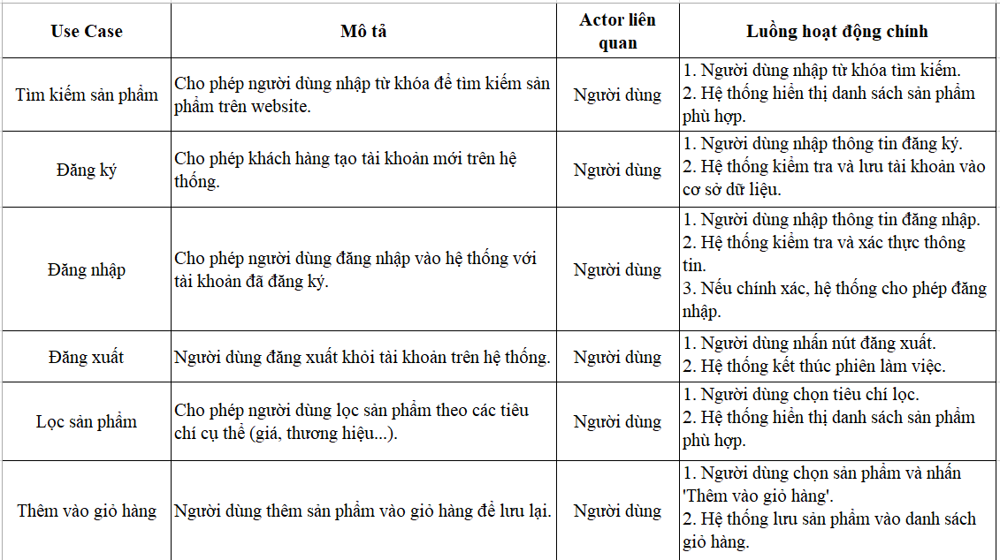 Use Case
Mô tả
Actor liên
quan
Luồng hoạt động chính
Tìm kiếm sản phẩm
Cho phép người dùng nhập từ khóa để tìm kiếm sản
phẩm trên website.
Người dùng
1. Người dùng nhập từ khóa tìm kiếm.
2. Hệ thống hiển thị danh sách sản phẩm
phù hợp.
Đăng ký
Cho phép khách hàng tạo tài khoản mới trên hệ
thống.
Người dùng
1. Người dùng nhập thông tin đăng ký.
2. Hệ thống kiểm tra và lưu tài khoản vào
cơ sở dữ liệu.
Đăng nhập
Cho phép người dùng đăng nhập vào hệ thống với
tài khoản đã đăng ký.
Người dùng
1. Người dùng nhập thông tin đăng nhập.
2. Hệ thống kiểm tra và xác thực thông
tin.
3. Nếu chính xác, hệ thống cho phép đăng
nhập.
Đăng xuất
Người dùng đăng xuất khỏi tài khoản trên hệ thống.
Người dùng
1. Người dùng nhấn nút đăng xuất.
2. Hệ thống kết thúc phiên làm việc.
Lọc sản phẩm
Cho phép người dùng lọc sản phẩm theo các tiêu
chí cụ thể (giá, thương hiệu...).
Người dùng
1. Người dùng chọn tiêu chí lọc.
2. Hệ thống hiển thị danh sách sản phẩm
phù hợp.
Thêm vào giỏ hàng
Người dùng thêm sản phẩm vào giỏ hàng để lưu lại.
Người dùng
1. Người dùng chọn sản phẩm và nhấn
'Thêm vào giỏ hàng'.
2. Hệ thống lưu sản phẩm vào danh sách
giỏ hàng.